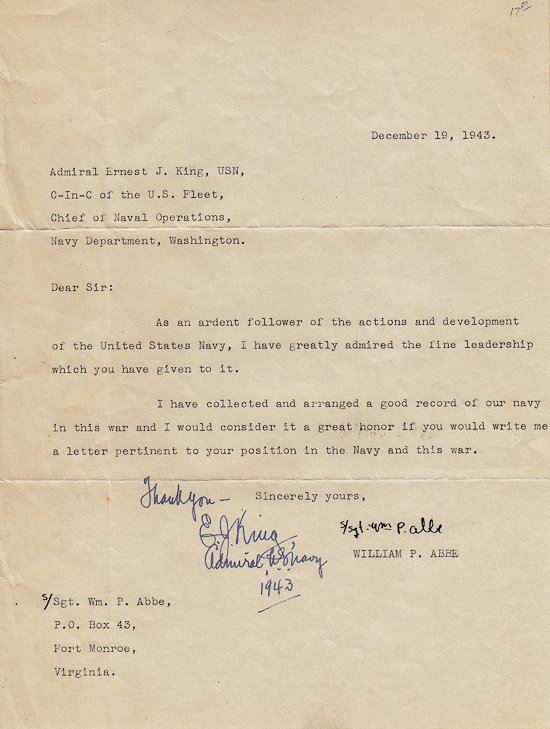 17 50
December 19, 1943.
Admiral Ernest J. King, USN,
C-In-C of the U.S. Fleet,
Chief of Naval Operations,
Navy Department, Washington.
Dear Sir:
As an ardent follower of the actions and development
of the United States Navy, I have greatly admired the fine leadership
which you have given to it.
I have collected and arranged a good record of our navy
in this war and I would consider it a great honor if you would write me
a letter pertinent to your position in the Navy and this war.
Thank you — Sincerely yours,
E. J. King
S/Sgt. Wm P. Abbe
Admiral U.S. Navy
WILLIAM P. ABBE
1943
S/Sgt. Wm. P. Abbe,
P.O. Box 43,
Fort Monroe,
Virginia.